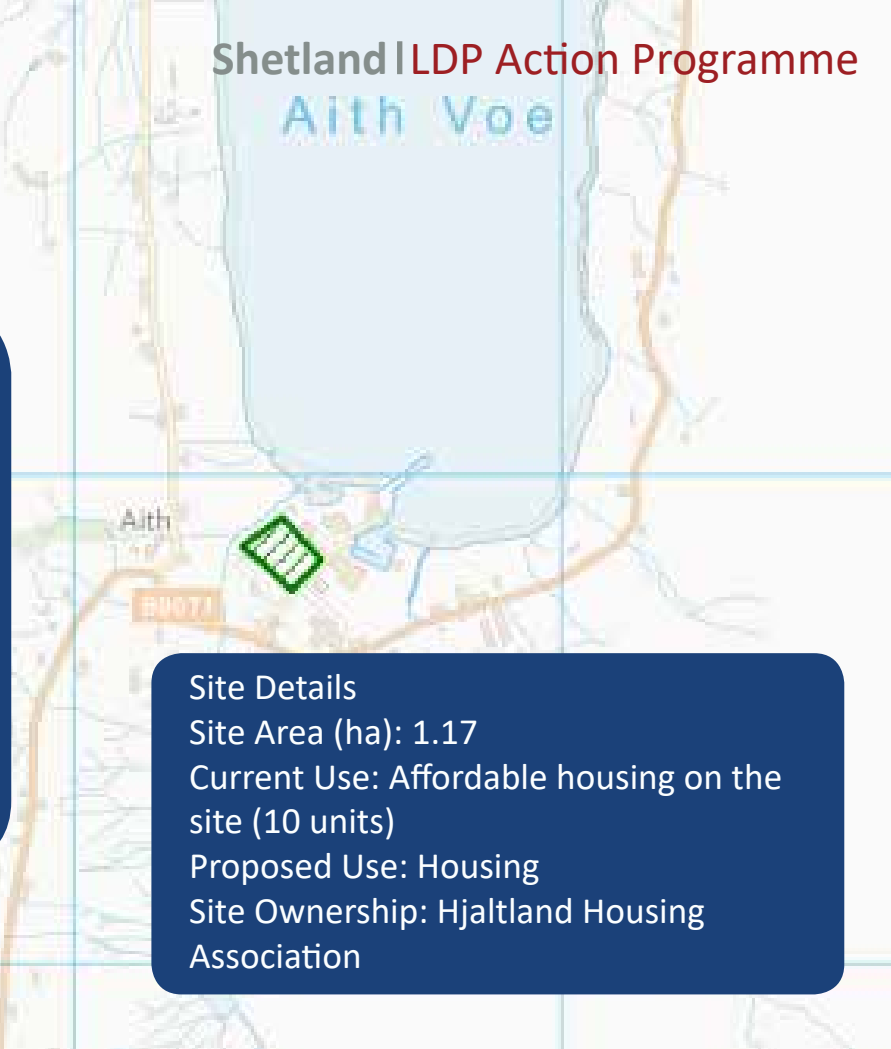 Shetland | LDP Action Programme
Aith Voe
Aith
B9071
Site Details
Site Area (ha): 1.17
Current Use: Affordable housing on the
site (10 units)
Proposed Use: Housing
Site Ownership: Hjaltland Housing
Association